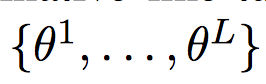 {θ¹, . . . , θᴸ}